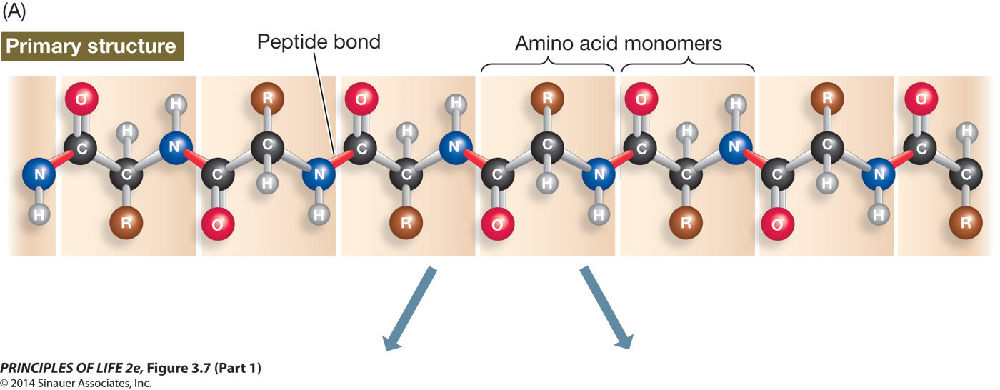 (A)
Primary structure
Peptide bond
Amino acid monomers
O R O R O R O
H H H
H H H H
C N C C N C C N C C
N C C N C C N C C N C
H H H
H H H H
R O R O R O R
PRINCIPLES OF LIFE 2e, Figure 3.7 (Part 1)
© 2014 Sinauer Associates, Inc.